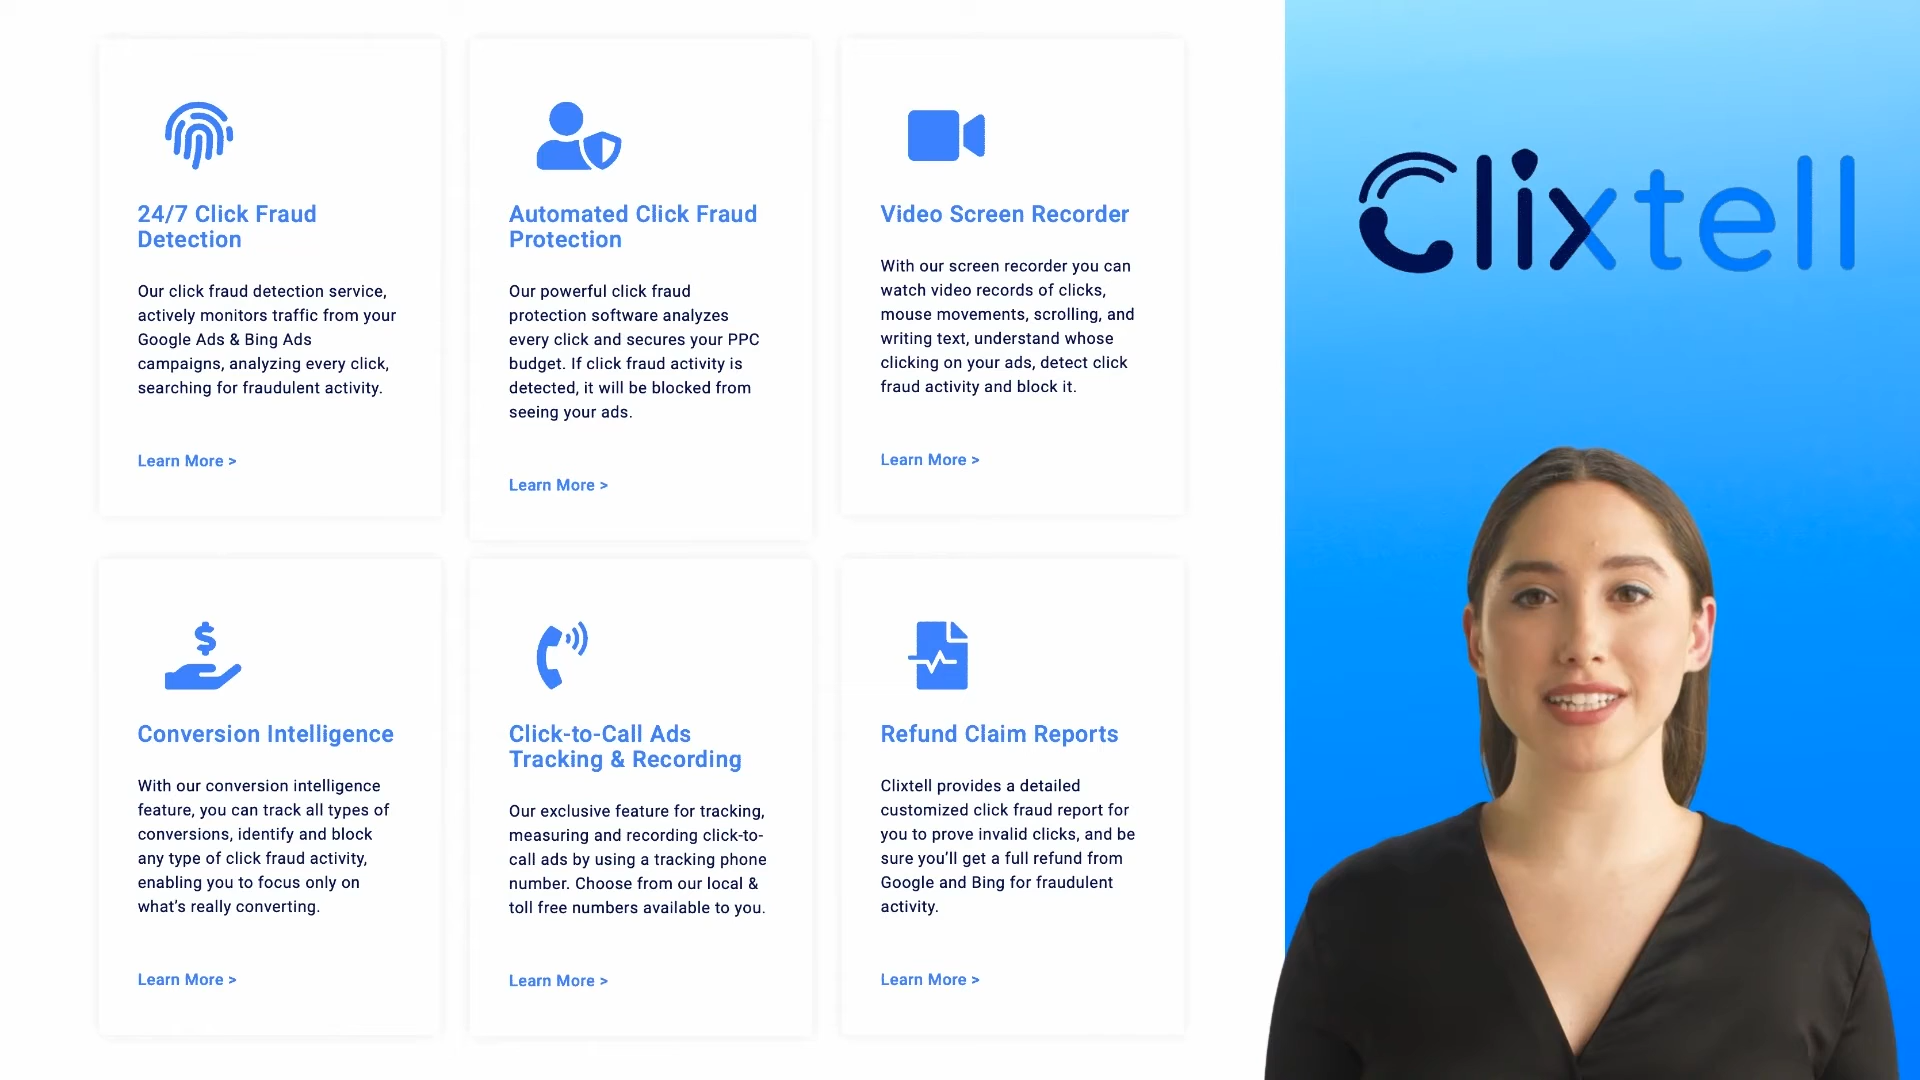 24/7 Click Fraud
Detection
Our click fraud detection service,
actively monitors traffic from your
Google Ads & Bing Ads
campaigns, analyzing every click,
searching for fraudulent activity.
Learn More >
Automated Click Fraud
Protection
Our powerful click fraud
protection software analyzes
every click and secures your PPC
budget. If click fraud activity is
detected, it will be blocked from
seeing your ads.
Learn More >
Video Screen Recorder
With our screen recorder you can
watch video records of clicks,
mouse movements, scrolling, and
writing text, understand whose
clicking on your ads, detect click
fraud activity and block it.
Learn More >
Conversion Intelligence
With our conversion intelligence
feature, you can track all types of
conversions, identify and block
any type of click fraud activity,
enabling you to focus only on
what's really converting.
Learn More >
Click-to-Call Ads
Tracking & Recording
Our exclusive feature for tracking,
measuring and recording click-to-
call ads by using a tracking phone
number. Choose from our local &
toll free numbers available to you.
Learn More >
Refund Claim Reports
Clixtell provides a detailed
customized click fraud report for
you to prove invalid clicks, and be
sure you'll get a full refund from
Google and Bing for fraudulent
activity.
Learn More >
Clixtell